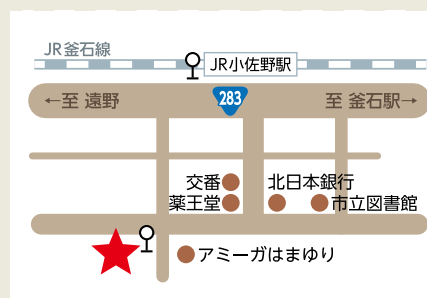 JR釜石線
JR小佐野駅
←至 遠野
283
至 釜石駅→
交番
北日本銀行
薬王堂
市立図書館
アミーガはまゆり